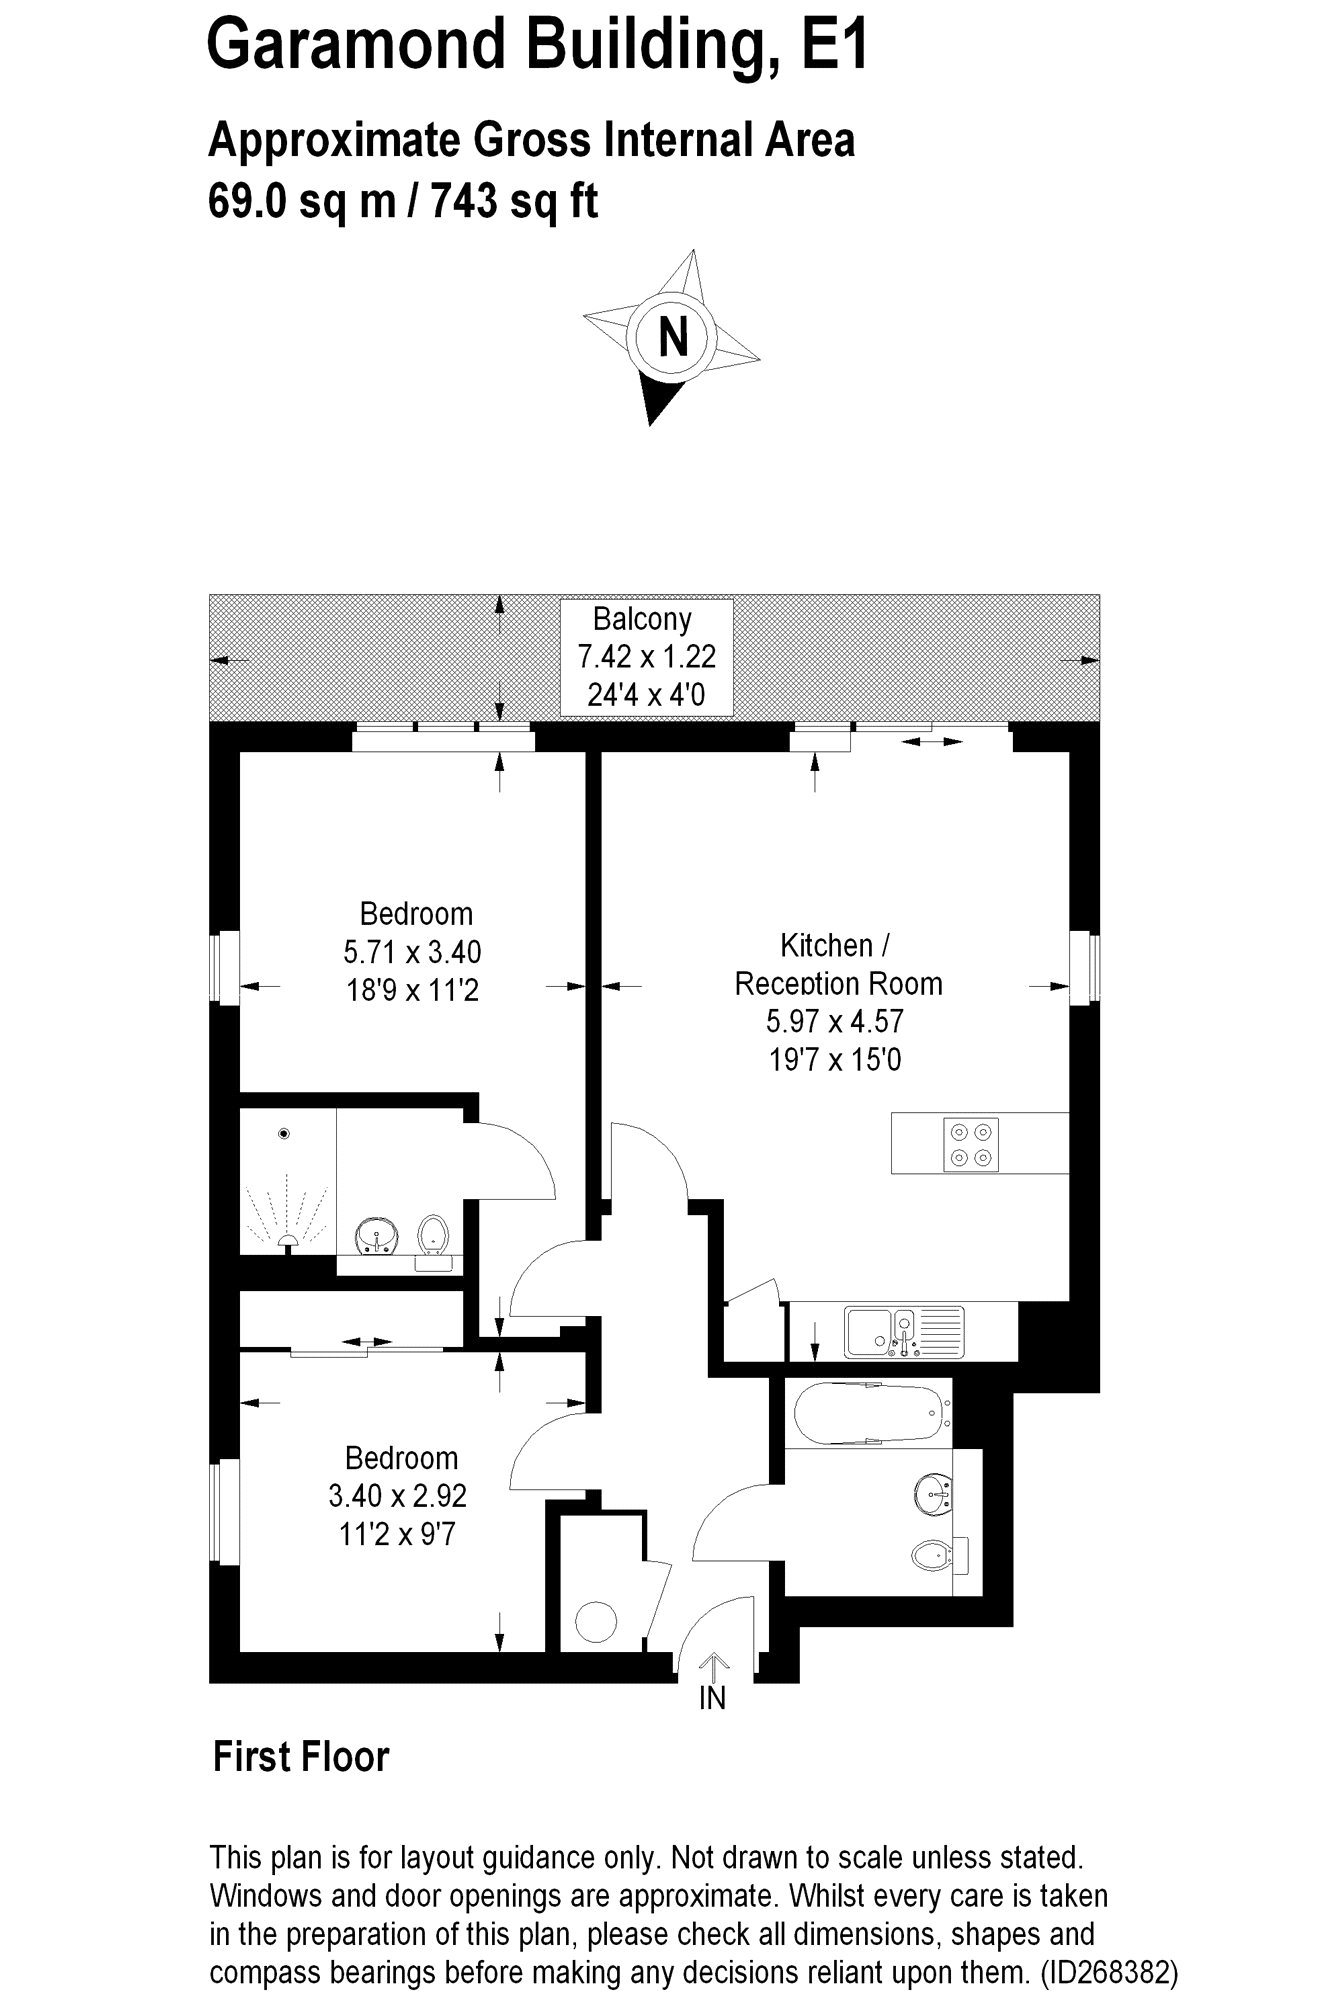 Garamond Building, E1
Approximate Gross Internal Area
69.0 sq m / 743 sq ft
N
Balcony
7.42 x 1.22
24'4 x 4'0
Bedroom
5.71 x 3.40
18'9 x 11'2
Kitchen /
Reception Room
5.97 x 4.57
19'7 x 15'0
Bedroom
3.40 x 2.92
11'2 x 9'7
IN
First Floor
This plan is for layout guidance only. Not drawn to scale unless stated.
Windows and door openings are approximate. Whilst every care is taken
in the preparation of this plan, please check all dimensions, shapes and
compass bearings before making any decisions reliant upon them. (ID268382)